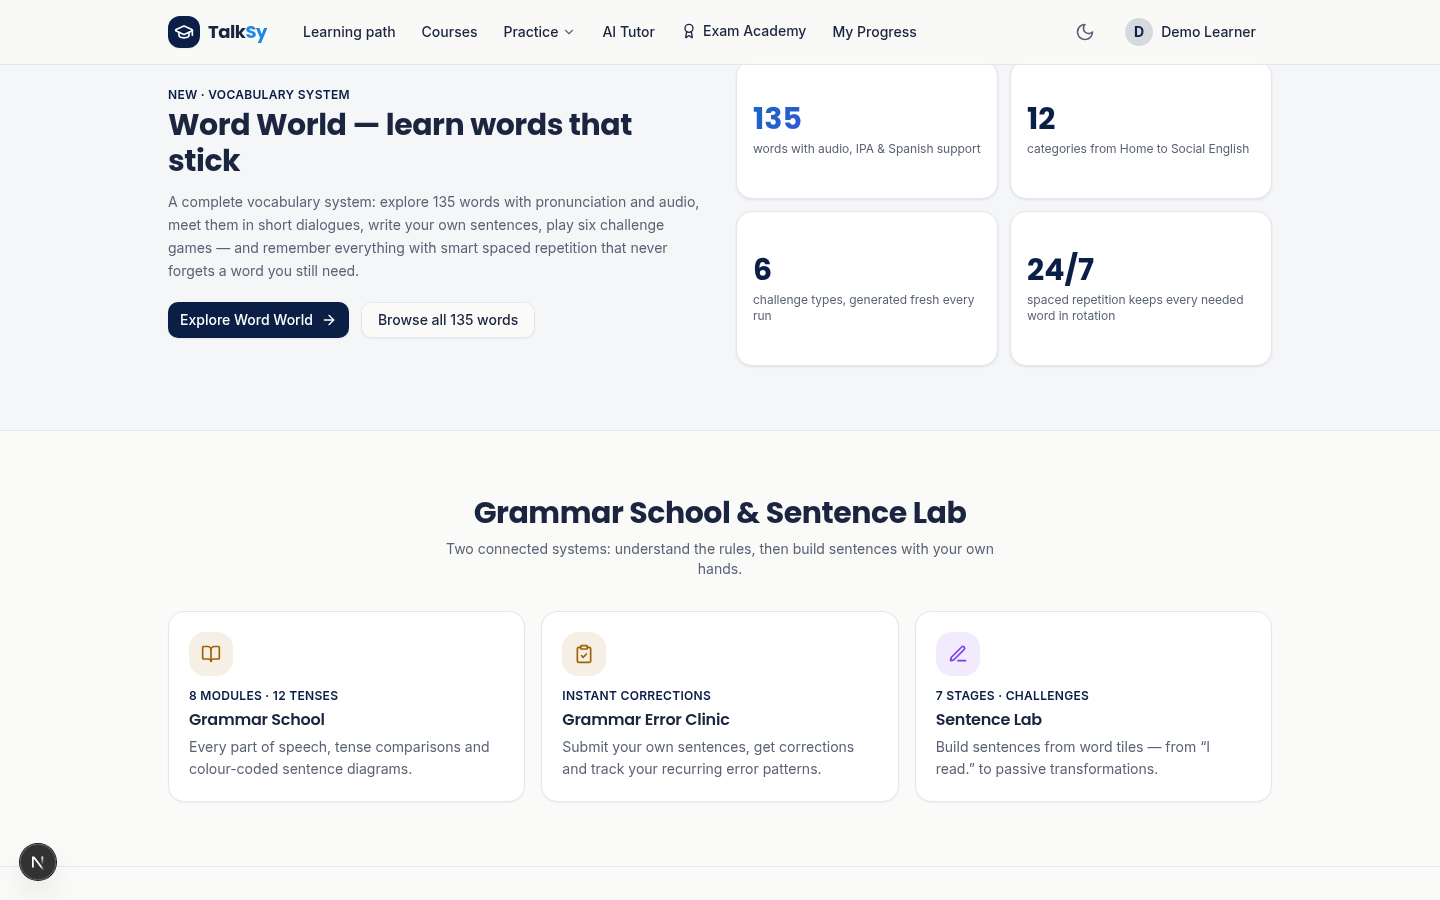 TalkSy
Learning path
Courses
Practice
AI Tutor
Exam Academy
My Progress
D
Demo Learner
NEW · VOCABULARY SYSTEM
Word World — learn words that
stick
A complete vocabulary system: explore 135 words with pronunciation and audio,
meet them in short dialogues, write your own sentences, play six challenge
games — and remember everything with smart spaced repetition that never
forgets a word you still need.
Explore Word World
Browse all 135 words
135
words with audio, IPA & Spanish support
12
categories from Home to Social English
6
challenge types, generated fresh every
run
24/7
spaced repetition keeps every needed
word in rotation
Grammar School & Sentence Lab
Two connected systems: understand the rules, then build sentences with your own
hands.
8 MODULES · 12 TENSES
Grammar School
Every part of speech, tense comparisons and
colour-coded sentence diagrams.
INSTANT CORRECTIONS
Grammar Error Clinic
Submit your own sentences, get corrections
and track your recurring error patterns.
7 STAGES · CHALLENGES
Sentence Lab
Build sentences from word tiles — from “I
read.” to passive transformations.
N